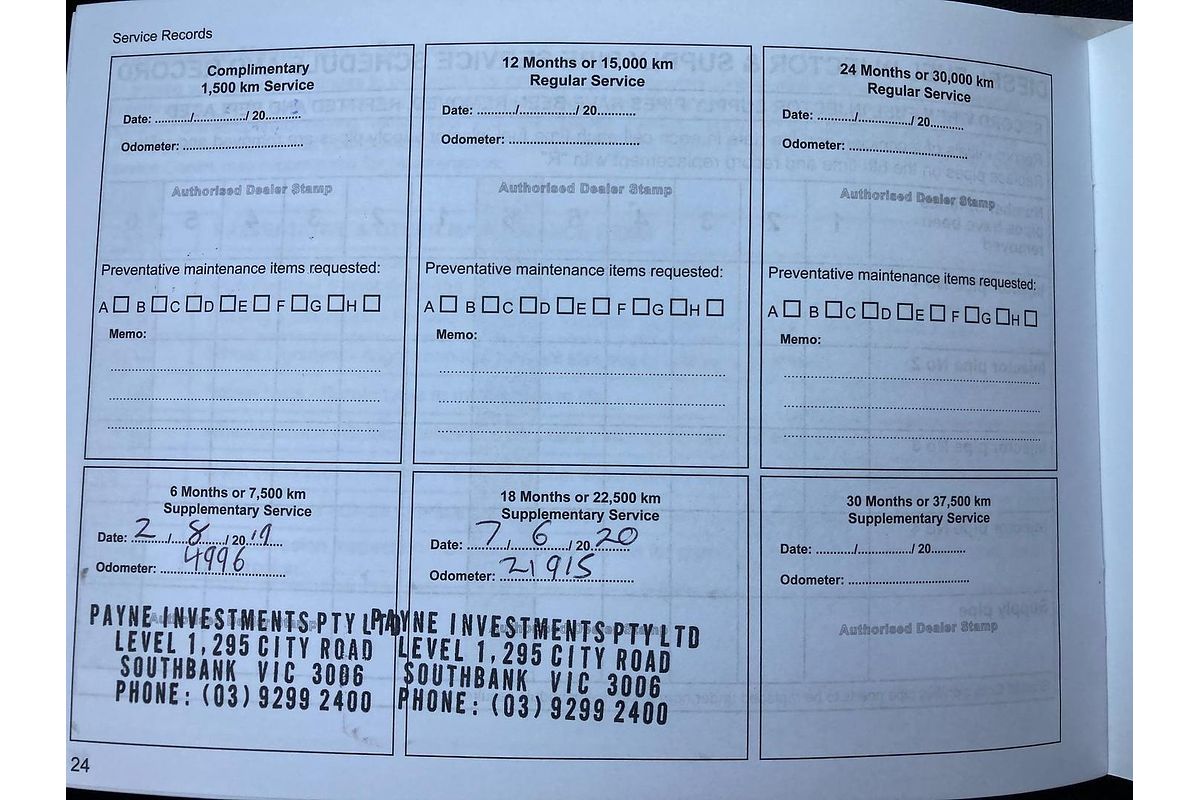 Service Records
Complimentary
1,500 km Service
Date: .........../................/ 20...........
Odometer: ....................................
Authorised Dealer Stamp
Preventative maintenance items requested:
A □ B □ C □ D □ E □ F □ G □ H □
Memo:
12 Months or 15,000 km
Regular Service
Date: .........../................/ 20...........
Odometer: ....................................
Authorised Dealer Stamp
Preventative maintenance items requested:
A □ B □ C □ D □ E □ F □ G □ H □
Memo:
24 Months or 30,000 km
Regular Service
Date: .........../................/ 20...........
Odometer: ....................................
Authorised Dealer Stamp
Preventative maintenance items requested:
A □ B □ C □ D □ E □ F □ G □ H □
Memo:
6 Months or 7,500 km
Supplementary Service
Date: 2 / 8 / 20 19
Odometer: 4996
PAYNE INVESTMENTS PTY LTD
LEVEL 1, 295 CITY ROAD
SOUTHBANK VIC 3006
PHONE: (03) 9299 2400
18 Months or 22,500 km
Supplementary Service
Date: 7 / 6 / 20 20
Odometer: 21915
PAYNE INVESTMENTS PTY LTD
LEVEL 1, 295 CITY ROAD
SOUTHBANK VIC 3006
PHONE: (03) 9299 2400
30 Months or 37,500 km
Supplementary Service
Date: .........../................/ 20...........
Odometer: ....................................
Authorised Dealer Stamp
24